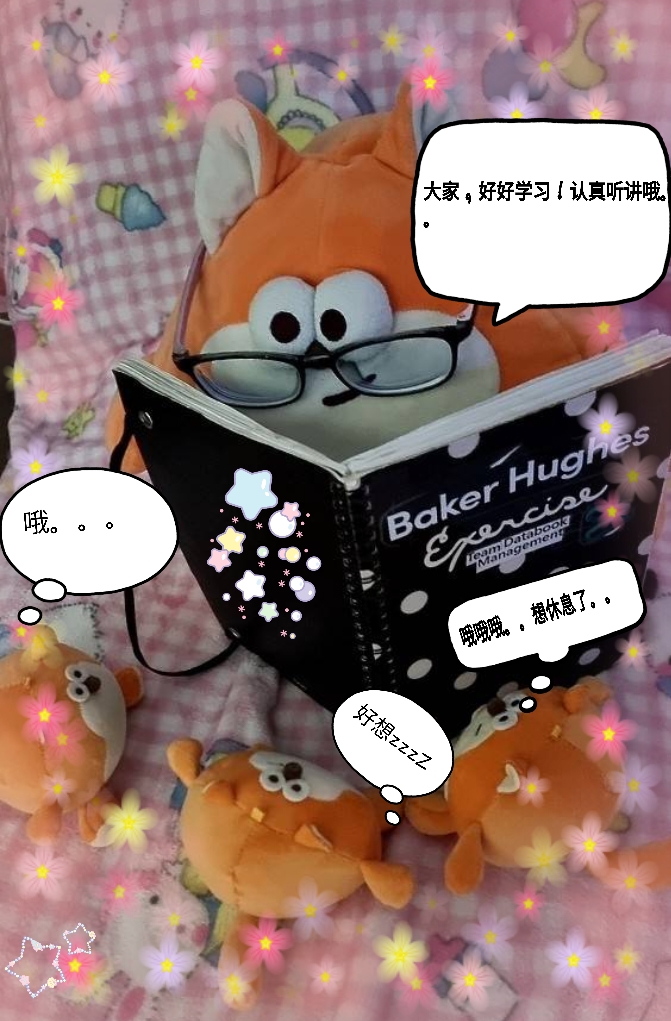 大家，好好学习！认真听讲哦。
。
哦。。。
Baker Hughes
Exercise
Team Databook
Management
哦哦哦。。想休息了。。
好想zzzZ